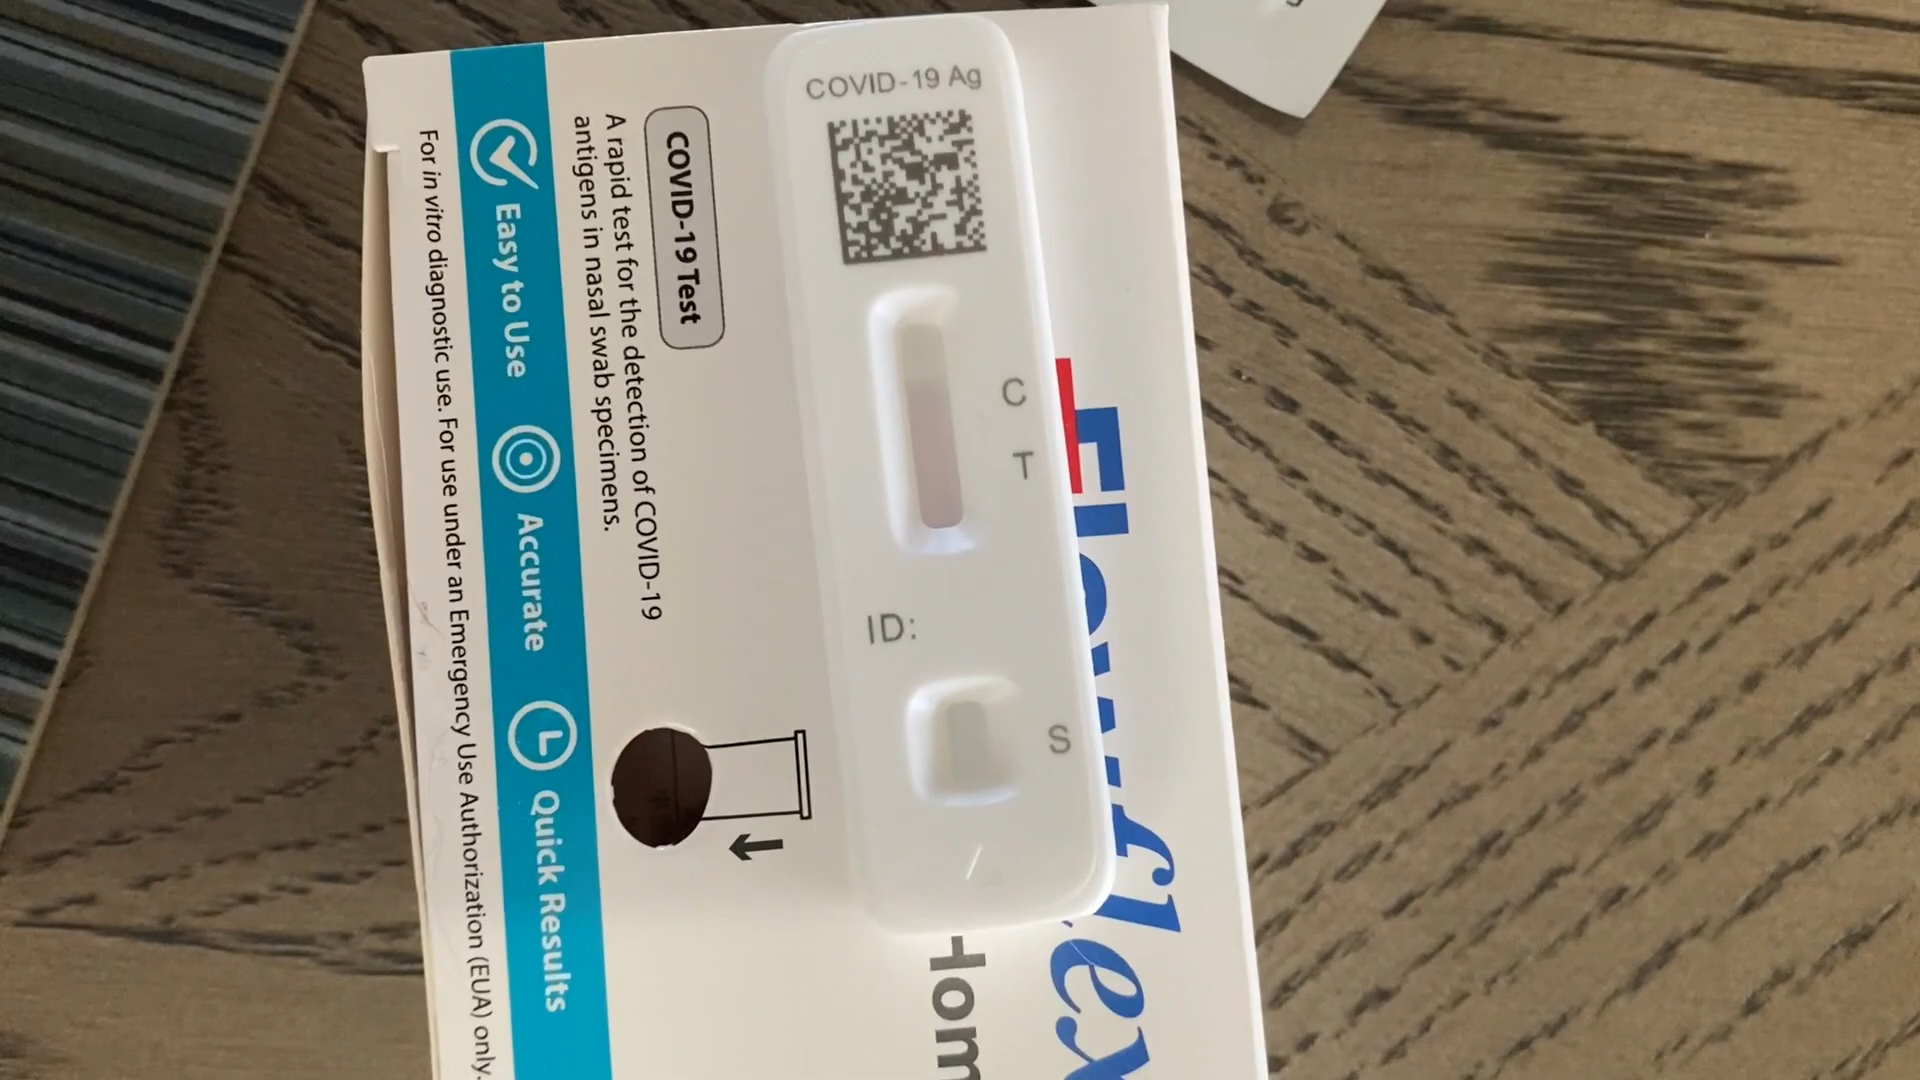 COVID-19 Ag
C
T
ID:
S
Flowflex
Hom
COVID-19 Test
A rapid test for the detection of COVID-19
antigens in nasal swab specimens.
Easy to Use
Accurate
Quick Results
For in vitro diagnostic use. For use under an Emergency Use Authorization (EUA) only.